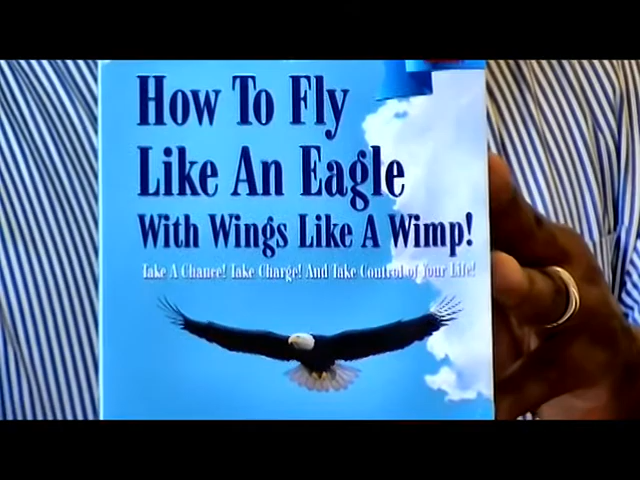 How To Fly
Like An Eagle
With Wings Like A Wimp!
Take A Chance! Take Charge! And Take Control of Your Life!